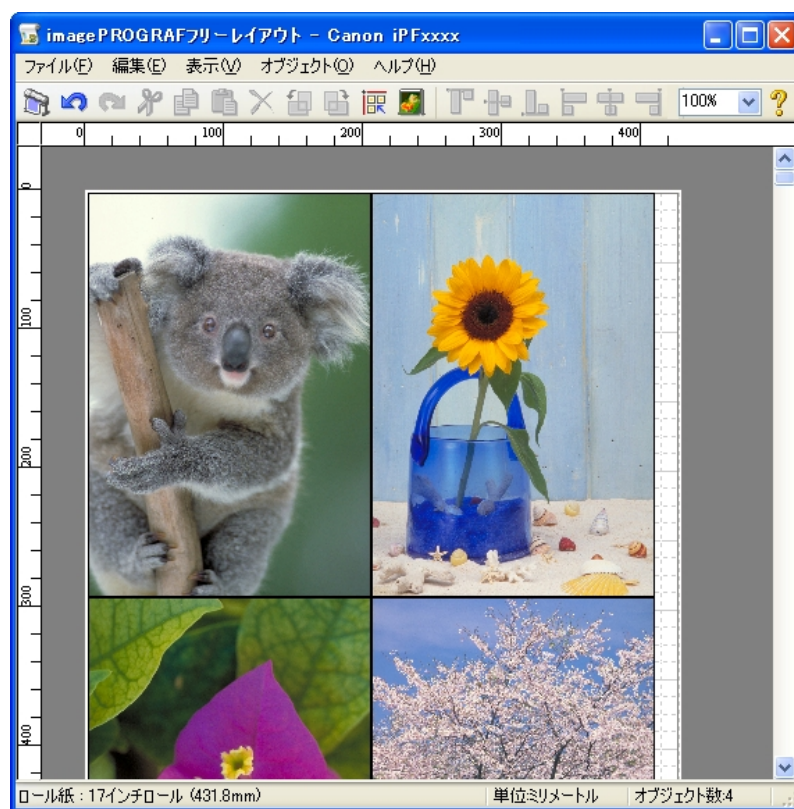 imagePROGRAFフリーレイアウト - Canon iPFxxxx
ファイル(F) 編集(E) 表示(V) オブジェクト(O) ヘルプ(H)
100%
0 100 200 300 400
0
100
200
300
400
ロール紙:17インチロール (431.8mm) 単位:ミリメートル オブジェクト数:4